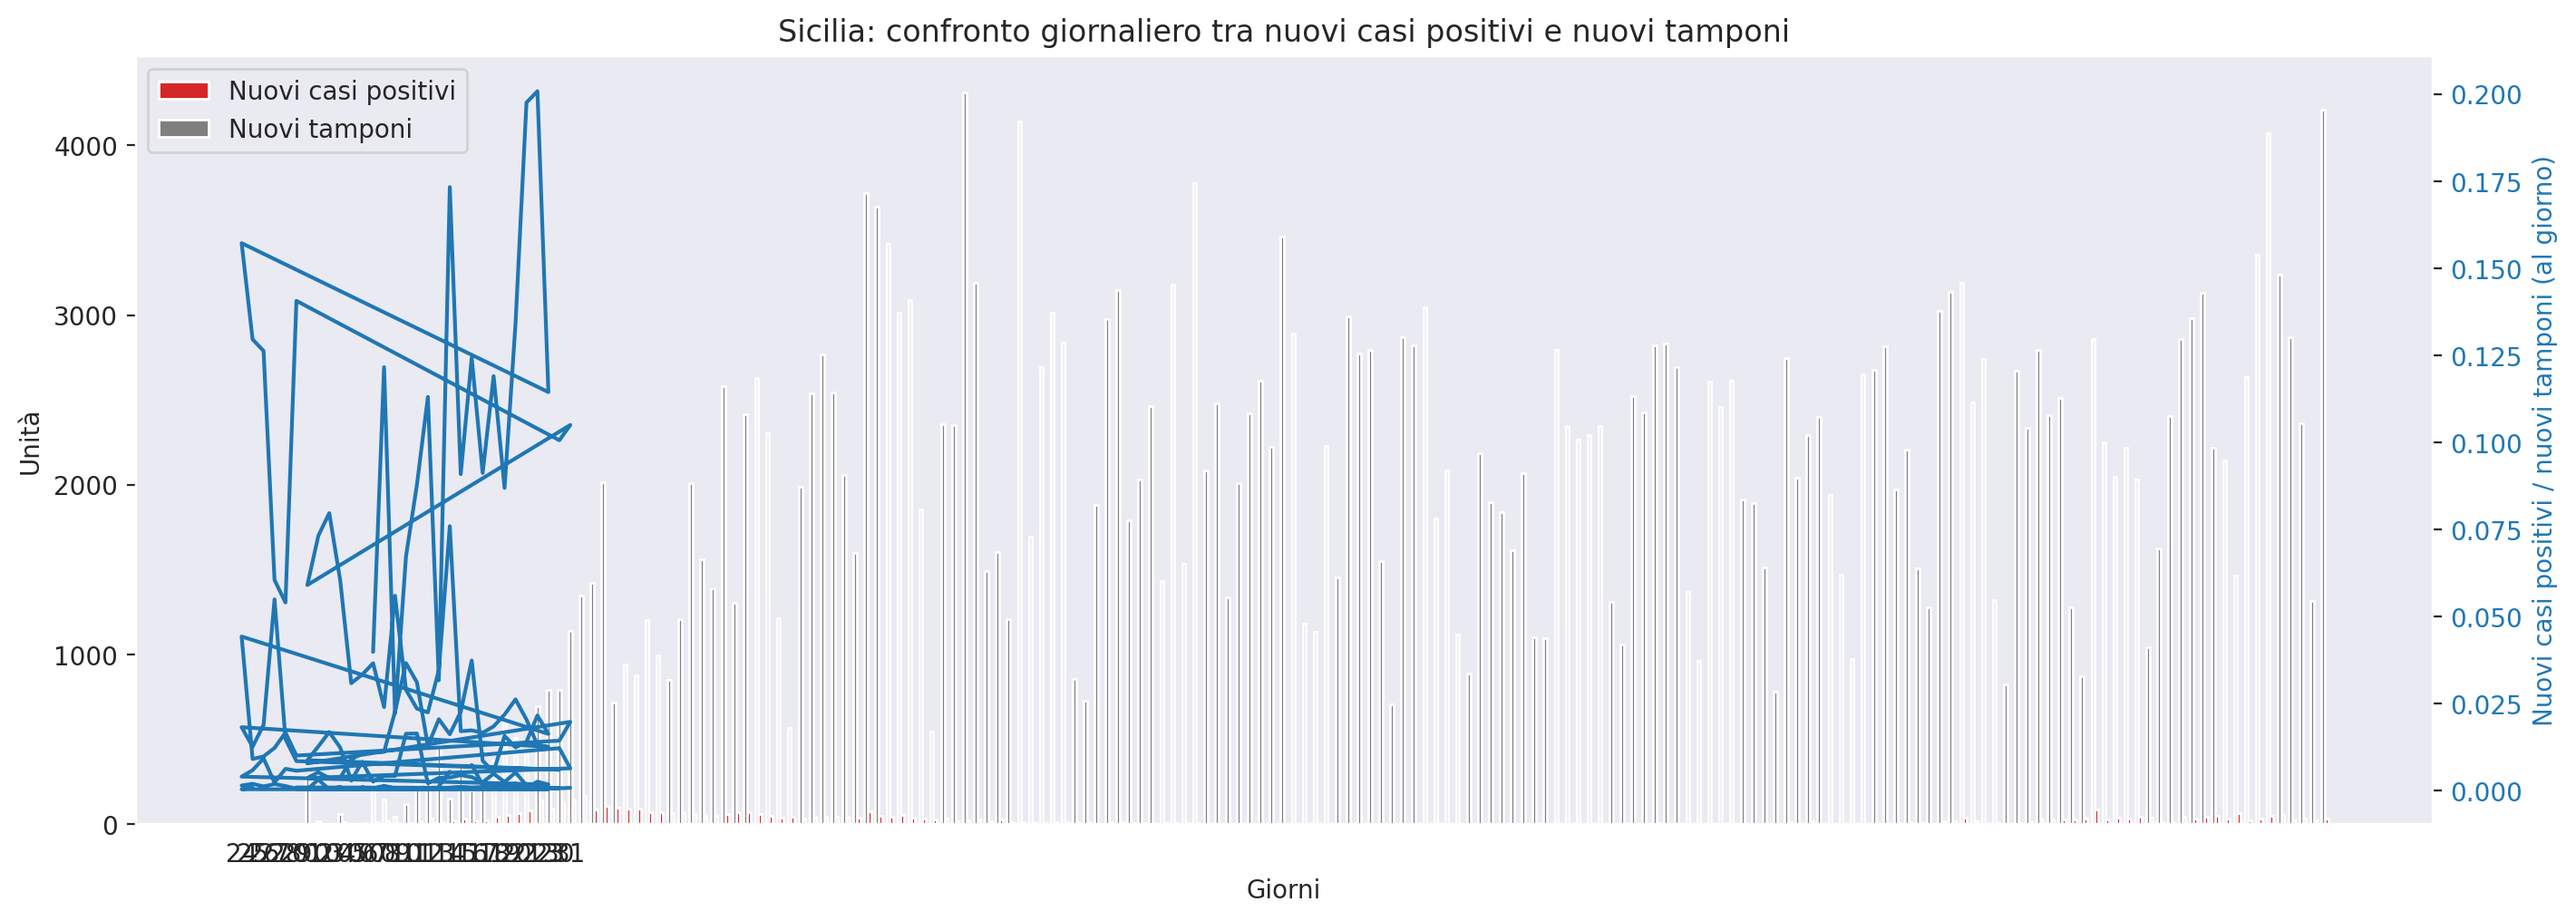 Sicilia: confronto giornaliero tra nuovi casi positivi e nuovi tamponi
Nuovi casi positivi
Nuovi tamponi
4000
3000
2000
1000
0
Unità
0.200
0.175
0.150
0.125
0.100
0.075
0.050
0.025
0.000
Nuovi casi positivi / nuovi tamponi (al giorno)
Giorni